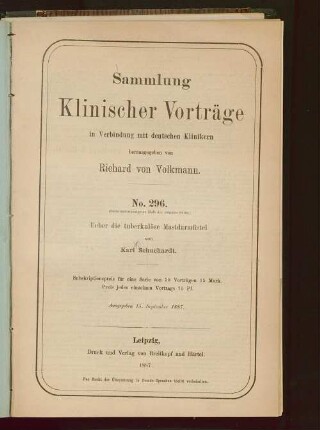 Sammlung
Klinischer Vorträge
in Verbindung mit deutschen Klinikern
herausgegeben von
Richard von Volkmann.
No. 296.
Ueber die tuberkulöse Mastdarmfistel
von
Karl Schuchardt.
Subskriptionspreis für eine Serie von 30 Vorträgen 15 Mark.
Preis jedes einzelnen Vortrags 75 Pf.
Ausgegeben 15. September 1887.
Leipzig,
Druck und Verlag von Breitkopf und Härtel.
1887.